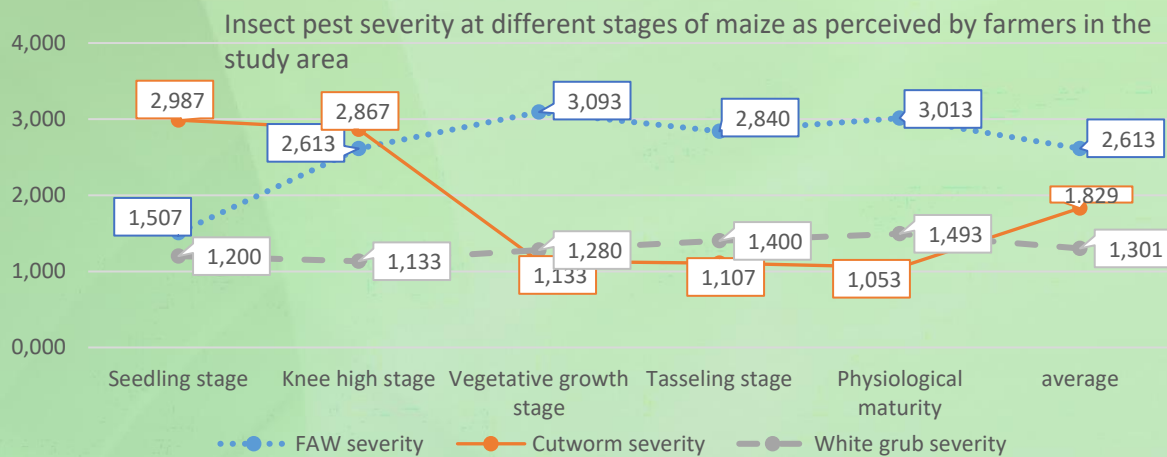 Insect pest severity at different stages of maize as perceived by farmers in the
study area
4,000
3,000
2,000
1,000
0,000
2,987
2,867
3,093
2,840
3,013
2,613
2,613
1,507
1.829
1,200
1,133
1,280
1,400
1,493
1,301
1,133
1,107
1,053
Seedling stage
Knee high stage
Vegetative growth
stage
Tasseling stage
Physiological
maturity
average
FAW severity
Cutworm severity
White grub severity